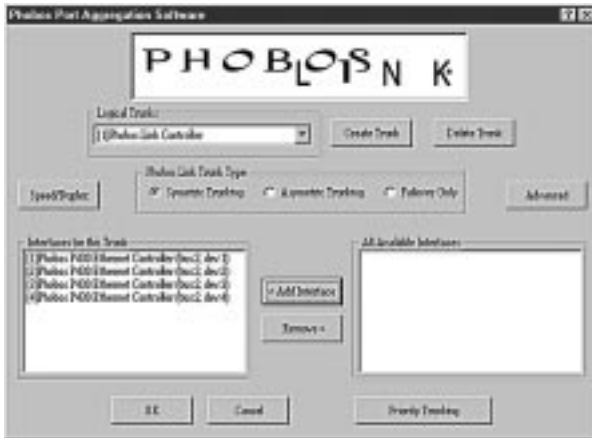 Phobos Port Aggregation Software
PHOBOS
LINK
Logical Trunks
[1]Phobos Link Controller
Create Trunk
Delete Trunk
Phobos Link Trunk Type
Speed/Duplex
Symetric Trunking
Asymetric Trunking
Failover Only
Advanced
Interfaces for this Trunk
All Available Interfaces
[1]Phobos P430 Ethernet Controller (bus2, dev1)
[2]Phobos P430 Ethernet Controller (bus2, dev2)
[3]Phobos P430 Ethernet Controller (bus2, dev3)
[4]Phobos P430 Ethernet Controller (bus2, dev4)
< Add Interface
Remove >
OK
Cancel
Priority Trunking